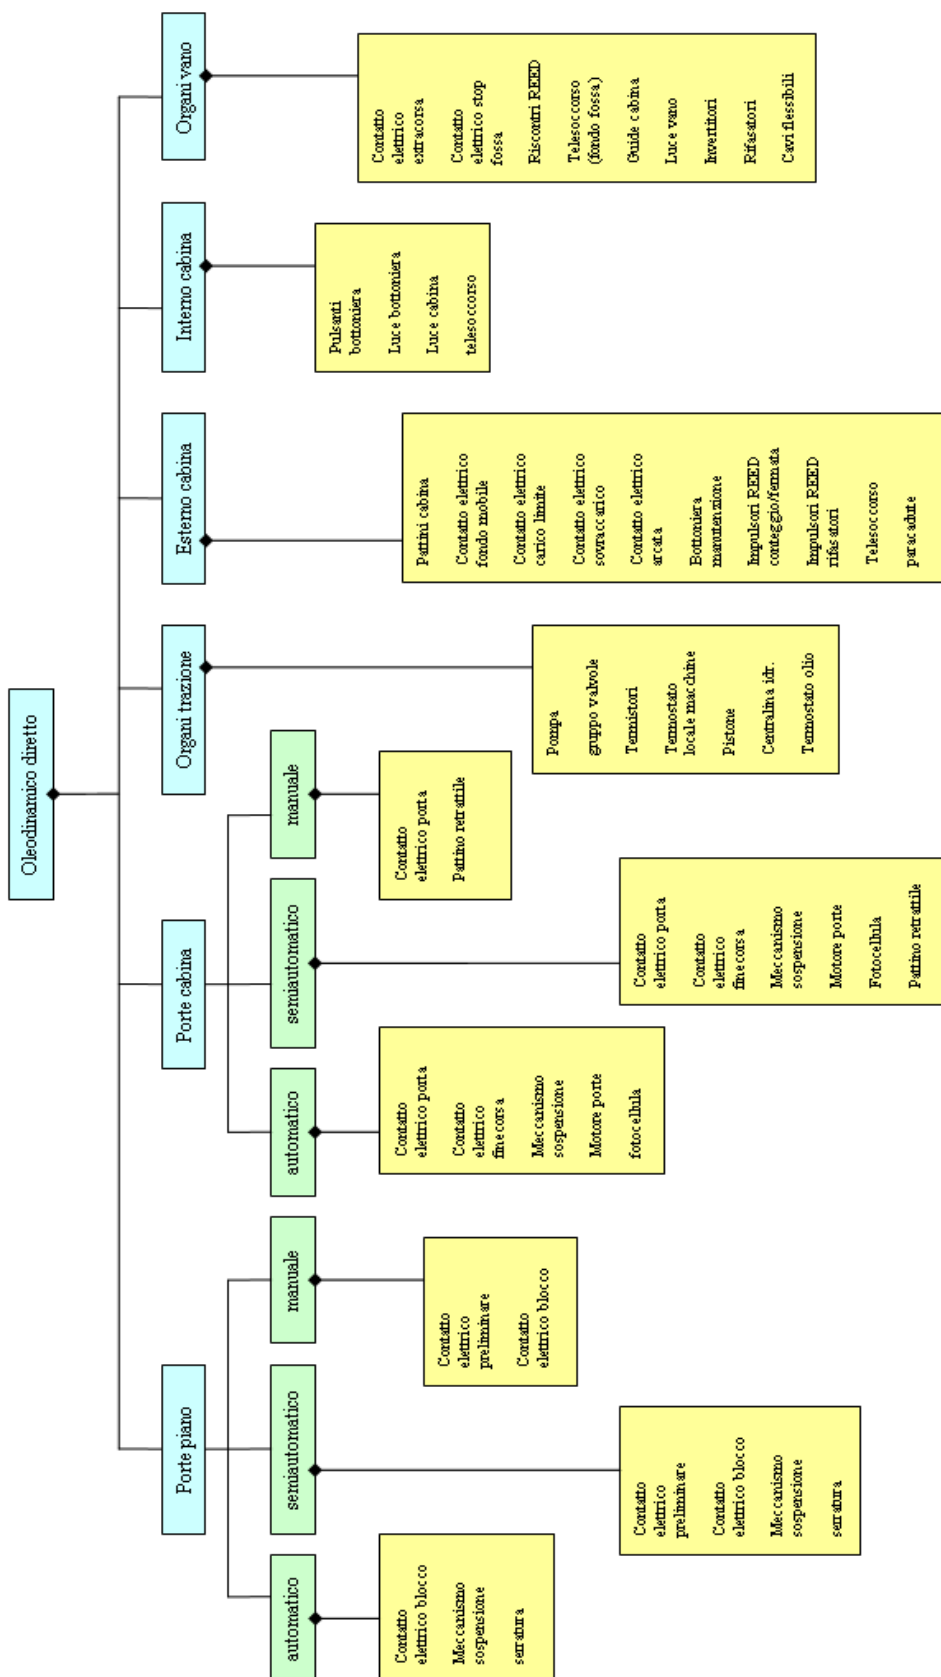 Oleodinamico diretto
Porte piano
Porte cabina
Organi trazione
Esterno cabina
Interno cabina
Organi vano
automatico
semiautomatico
manuale
automatico
semiautomatico
manuale
Contatto
elettrico blocco
Meccanismo
sospensione
serratura
Contatto
elettrico
preliminare
Contatto
elettrico blocco
Meccanismo
sospensione
serratura
Contatto
elettrico
preliminare
Contatto
elettrico blocco
Contatto
elettrico porta
Contatto
elettrico
finecorsa
Meccanismo
sospensione
Motore porte
fotocellula
Contatto
elettrico porta
Contatto
elettrico
finecorsa
Meccanismo
sospensione
Motore porte
Fotocellula
Pattino retrattile
Contatto
elettrico porta
Pattino retrattile
Pompa
gruppo valvole
Termistori
Termostato
locale macchine
Pistone
Centralina idr.
Termostato olio
Pattini cabina
Contatto elettrico
fondo mobile
Contatto elettrico
carico limite
Contatto elettrico
sovraccarico
Contatto elettrico
arcata
Bottoniera
manutenzione
Impulsori REED
conteggio/fermata
Impulsori REED
rifasatori
Telesoccorso
paracadute
Pulsanti
bottoniera
Luce bottoniera
Luce cabina
telesoccorso
Contatto
elettrico
extracorsa
Contatto
elettrico stop
fossa
Riscontri REED
Telesoccorso
(fondo fossa)
Guide cabina
Luce vano
Invertitori
Rifasatori
Cavi flessibili